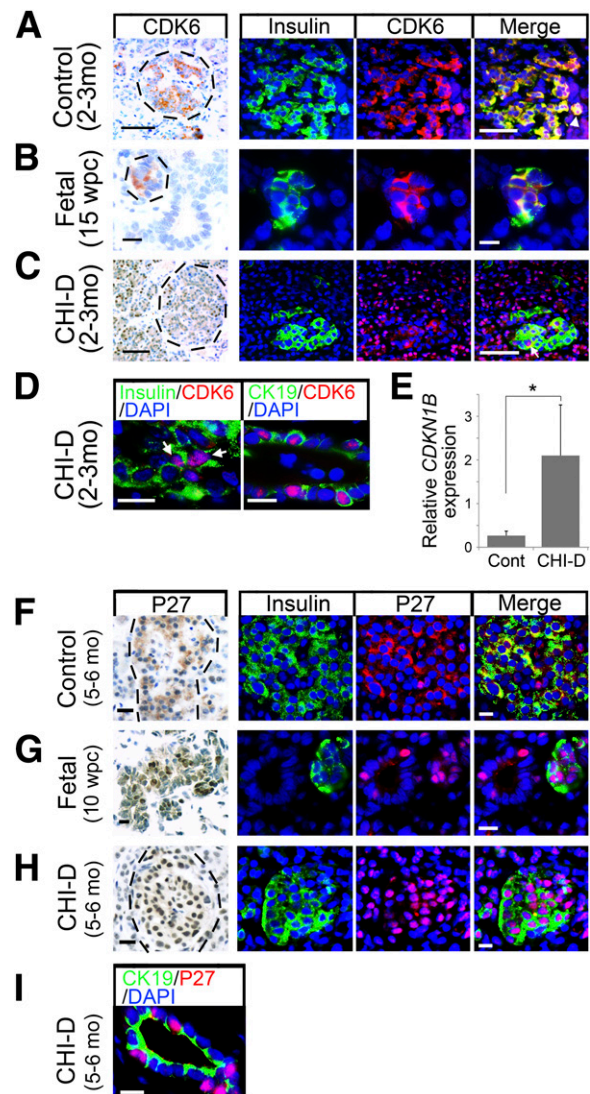 A
CDK6 Insulin CDK6 Merge
Control
(2-3mo)
B
Fetal
(15 wpc)
C
CHI-D
(2-3mo)
D
Insulin/CDK6
/DAPI
CK19/CDK6
/DAPI
CHI-D
(2-3mo)
E
Relative CDKN1B
expression
3
2
1
0
*
Cont CHI-D
F
P27 Insulin P27 Merge
Control
(5-6 mo)
G
Fetal
(10 wpc)
H
CHI-D
(5-6 mo)
I
CK19/P27
/DAPI
CHI-D
(5-6 mo)